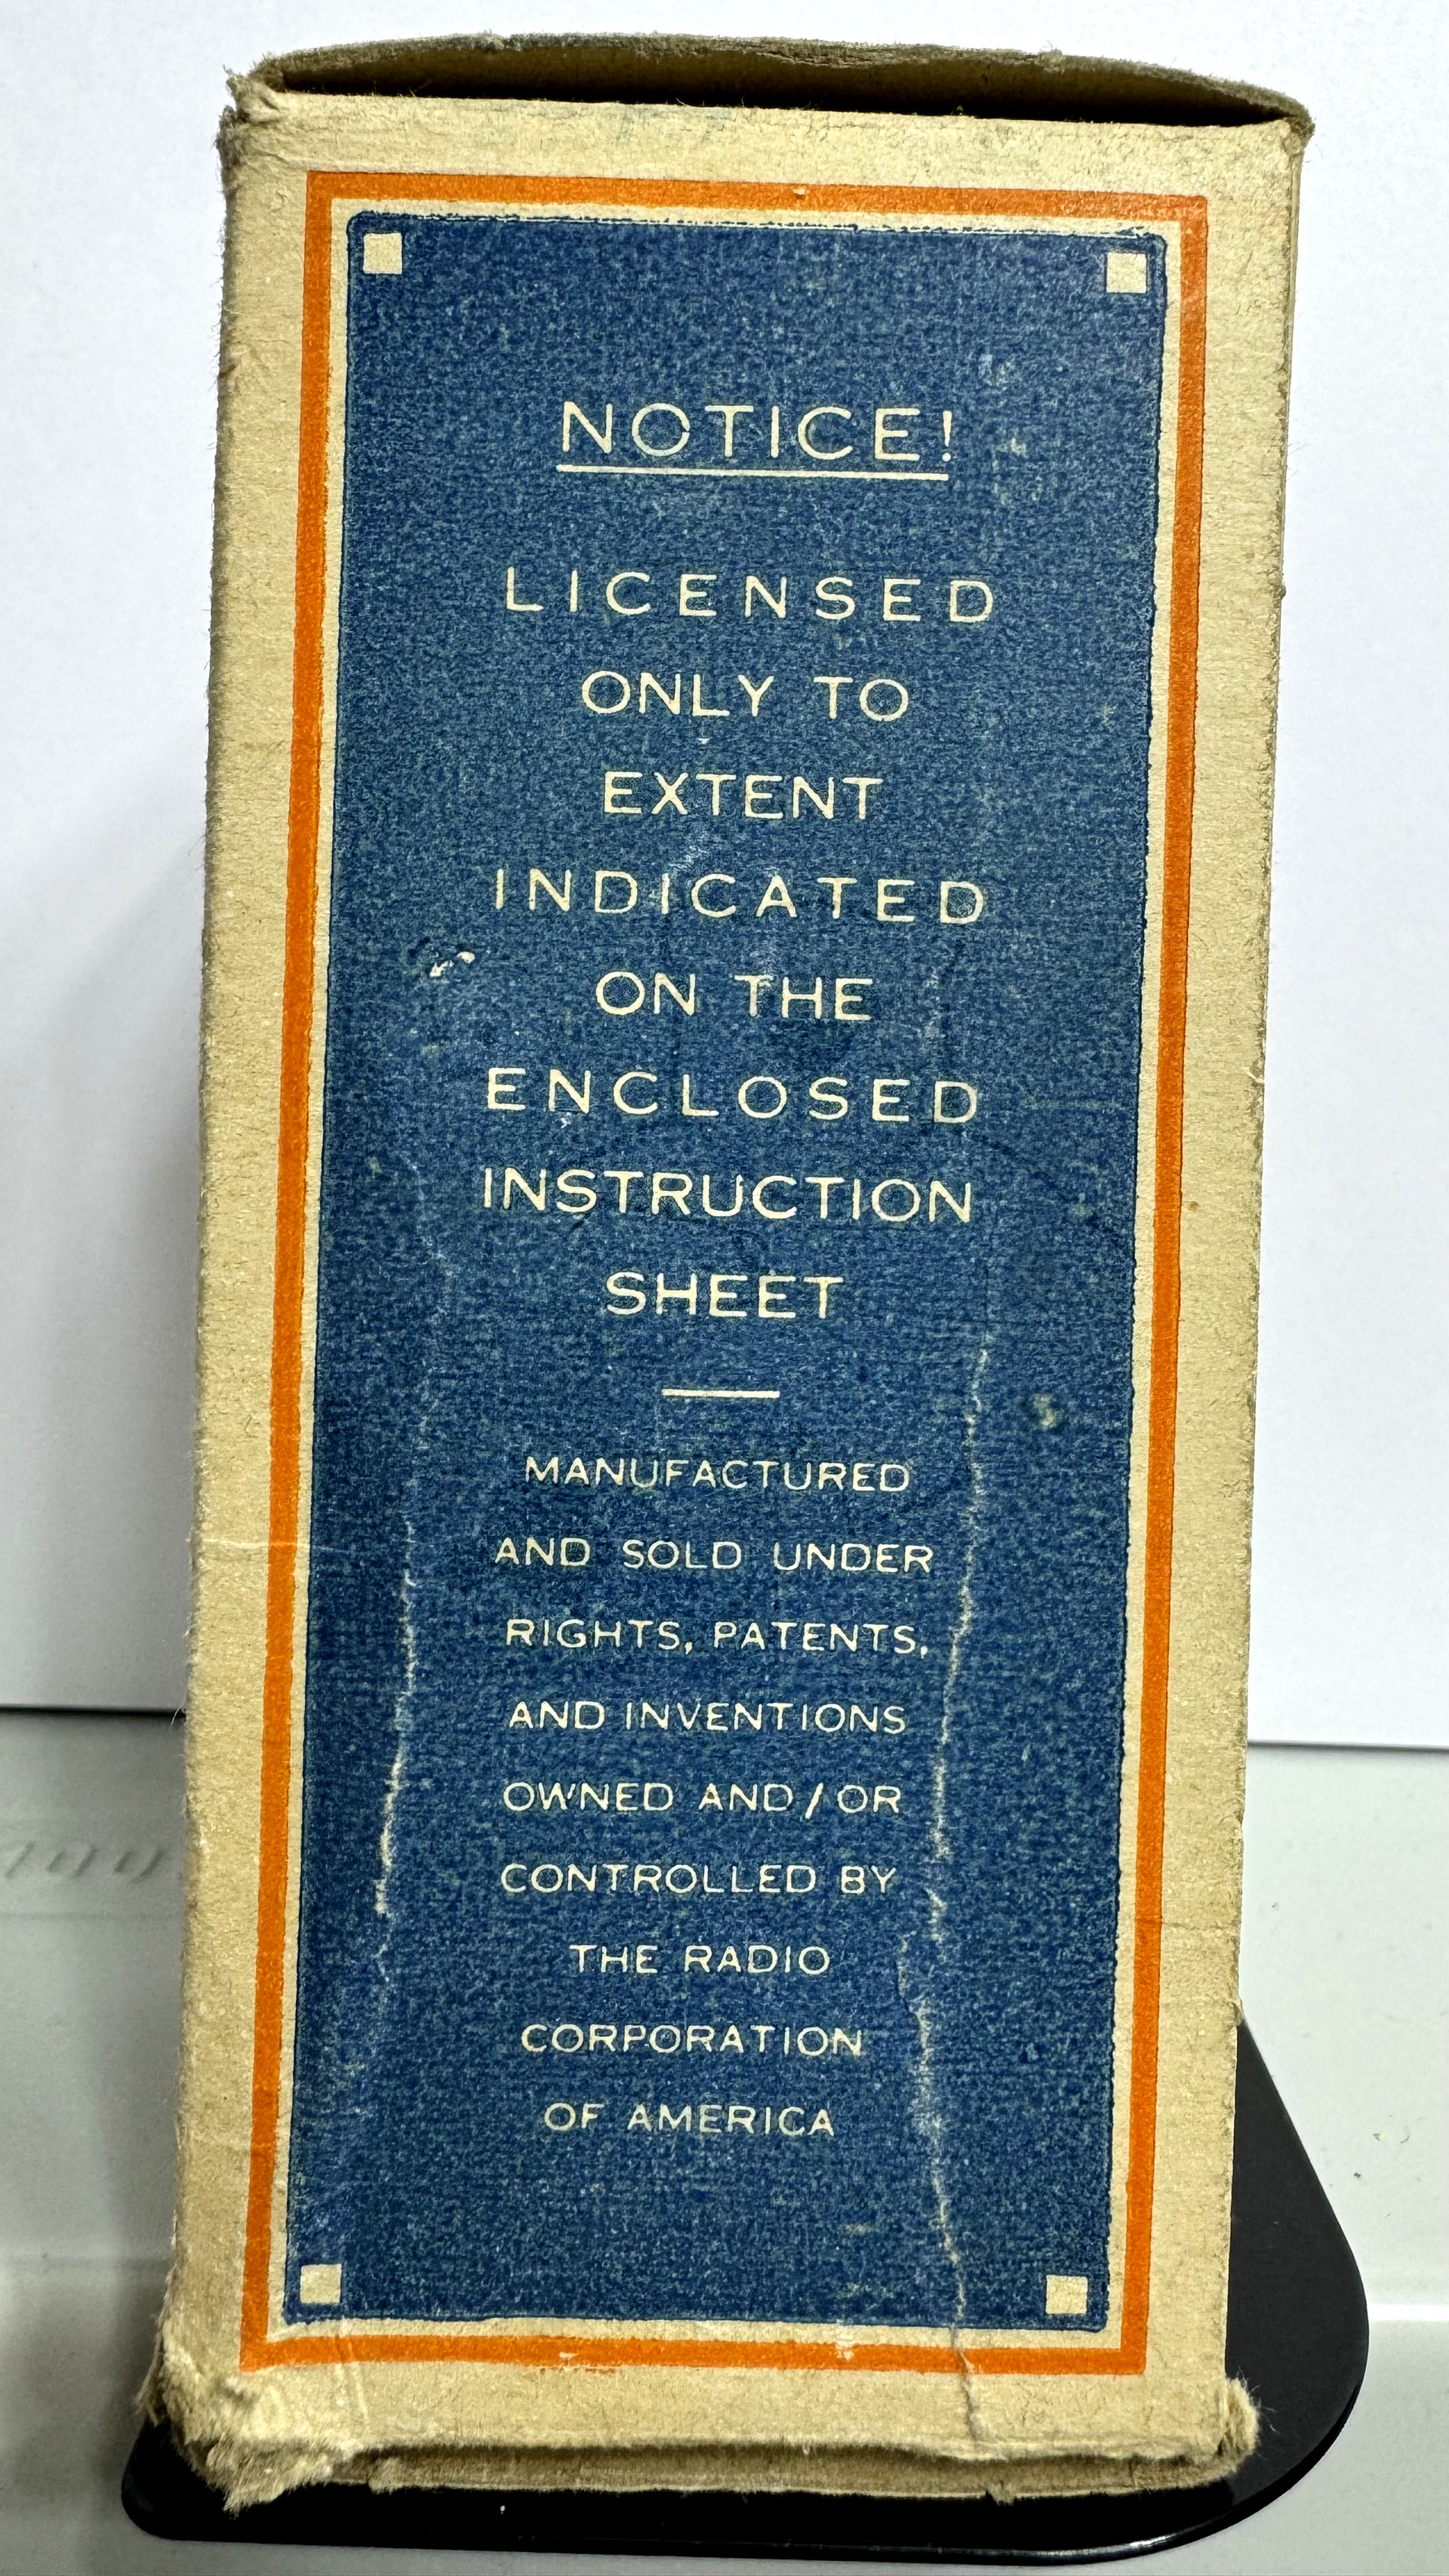 NOTICE!
LICENSED
ONLY TO
EXTENT
INDICATED
ON THE
ENCLOSED
INSTRUCTION
SHEET
MANUFACTURED
AND SOLD UNDER
RIGHTS, PATENTS,
AND INVENTIONS
OWNED AND/OR
CONTROLLED BY
THE RADIO
CORPORATION
OF AMERICA